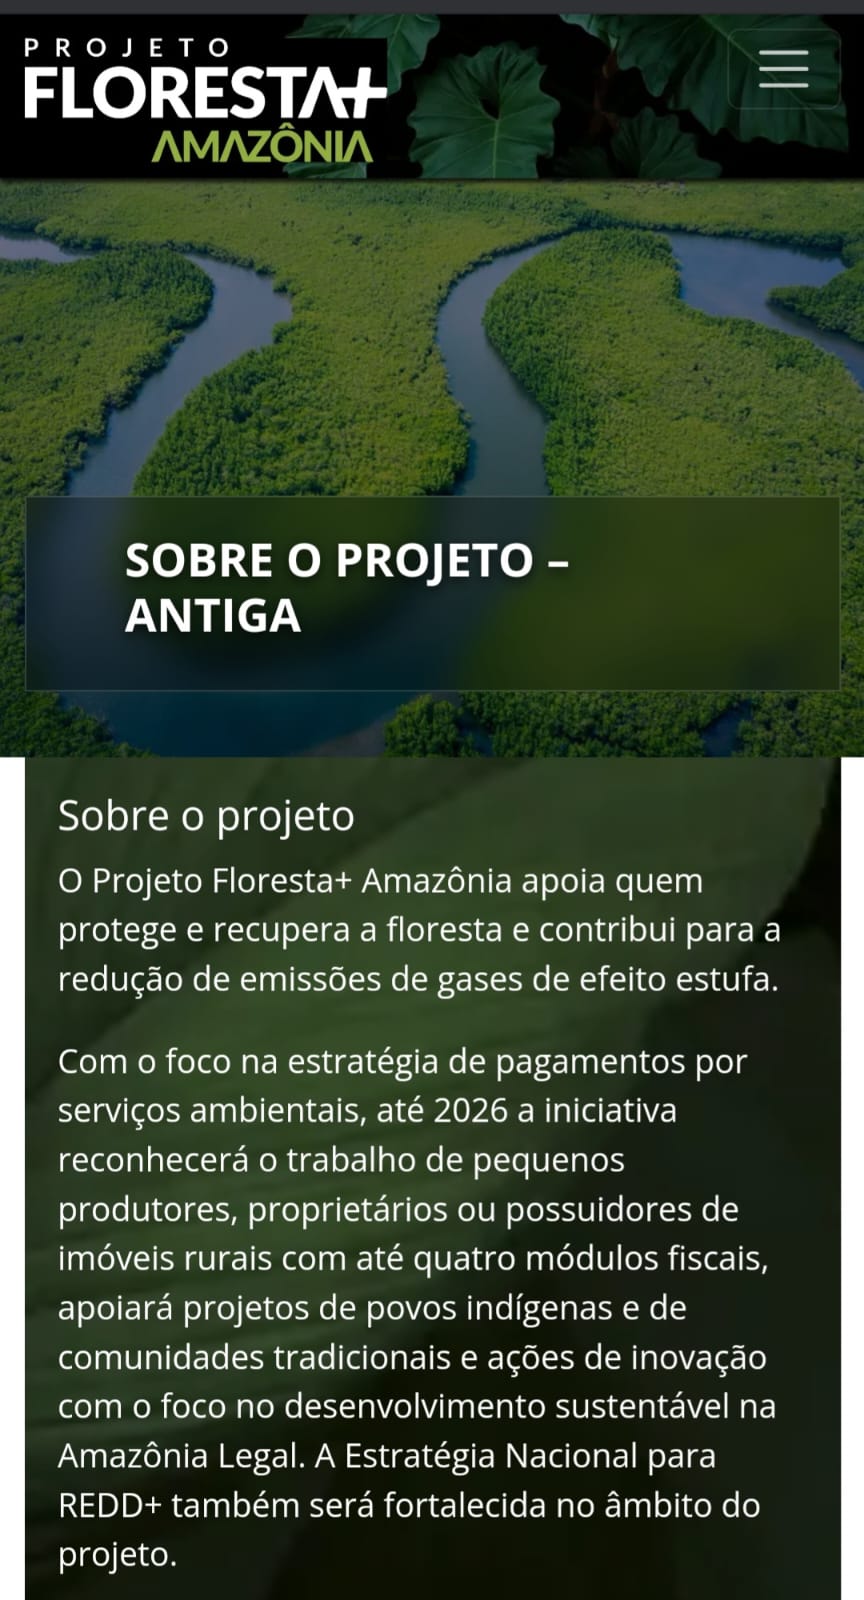 PROJETO
FLORESTA+
AMAZÔNIA
SOBRE O PROJETO –
ANTIGA
Sobre o projeto
O Projeto Floresta+ Amazônia apoia quem
protege e recupera a floresta e contribui para a
redução de emissões de gases de efeito estufa.
Com o foco na estratégia de pagamentos por
serviços ambientais, até 2026 a iniciativa
reconhecerá o trabalho de pequenos
produtores, proprietários ou possuidores de
imóveis rurais com até quatro módulos fiscais,
apoiará projetos de povos indígenas e de
comunidades tradicionais e ações de inovação
com o foco no desenvolvimento sustentável na
Amazônia Legal. A Estratégia Nacional para
REDD+ também será fortalecida no âmbito do
projeto.